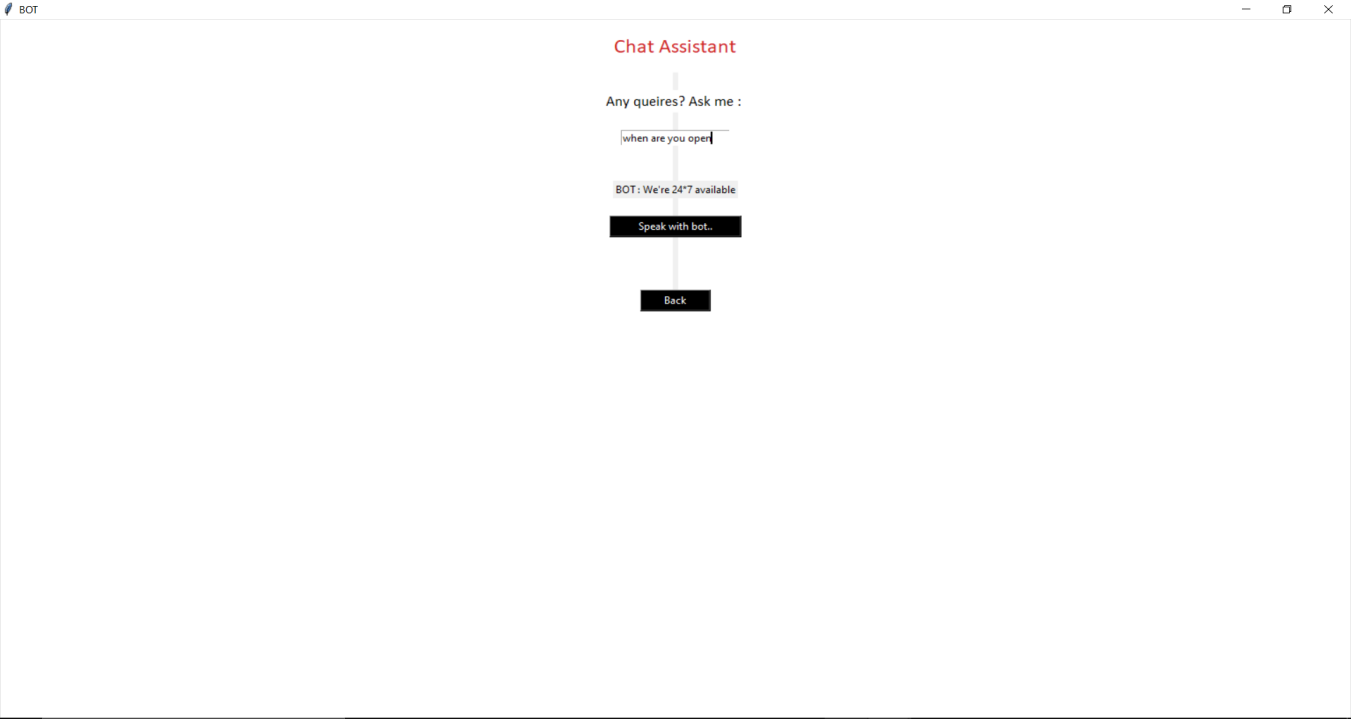 BOT
Chat Assistant
Any queires? Ask me :
when are you open
BOT : We're 24*7 available
Speak with bot..
Back